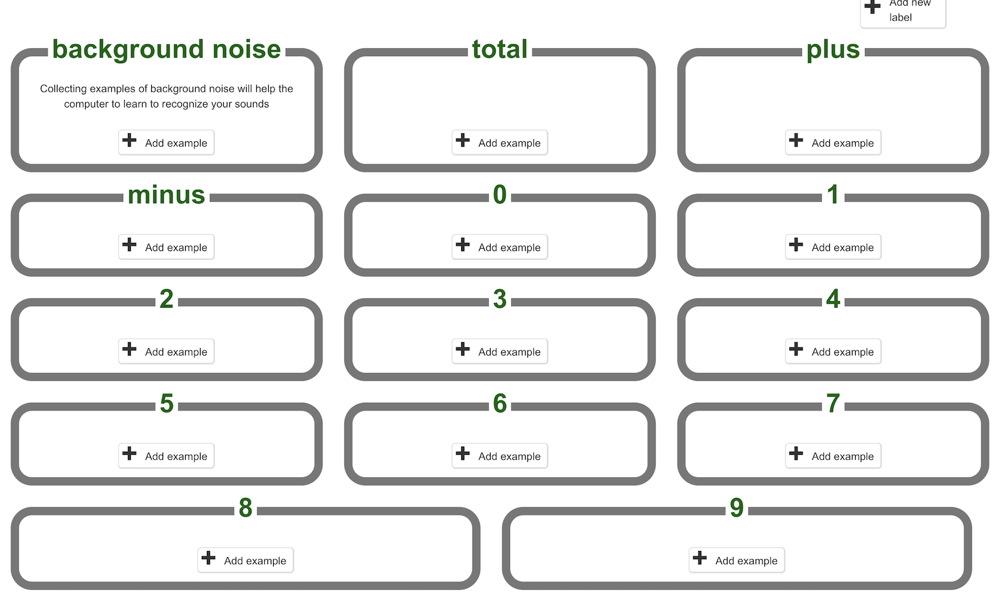 Add new
label
background noise
total
plus
Collecting examples of background noise will help the
computer to learn to recognize your sounds
Add example
Add example
Add example
minus
0
1
Add example
Add example
Add example
2
3
4
Add example
Add example
Add example
5
6
7
Add example
Add example
Add example
8
9
Add example
Add example